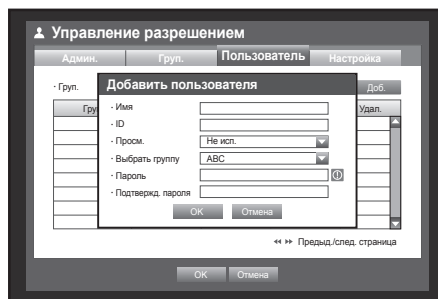 Управление разрешением
Админ. Груп. Пользователь Настройка
· Груп. Доб.
Добавить пользователя
Удал.
· Имя
· ID
· Просм. Не исп.
· Выбрать группу ABC
· Пароль
· Подтвержд. пароля
OK Отмена
Предыд./след. страница
OK Отмена